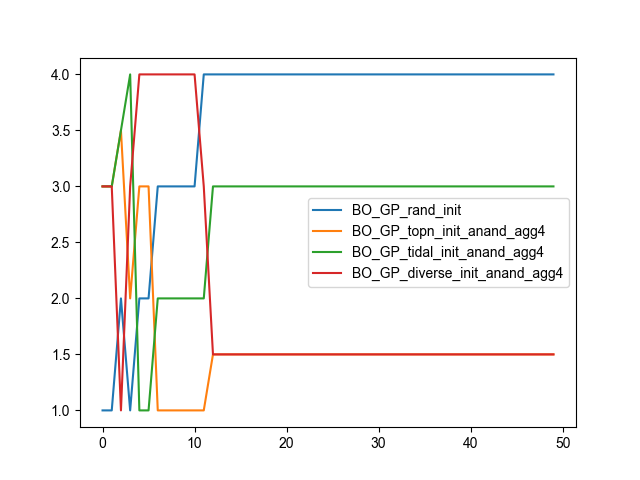 4.0
3.5
3.0
2.5
2.0
1.5
1.0
BO_GP_rand_init
BO_GP_topn_init_anand_agg4
BO_GP_tidal_init_anand_agg4
BO_GP_diverse_init_anand_agg4
0 10 20 30 40 50